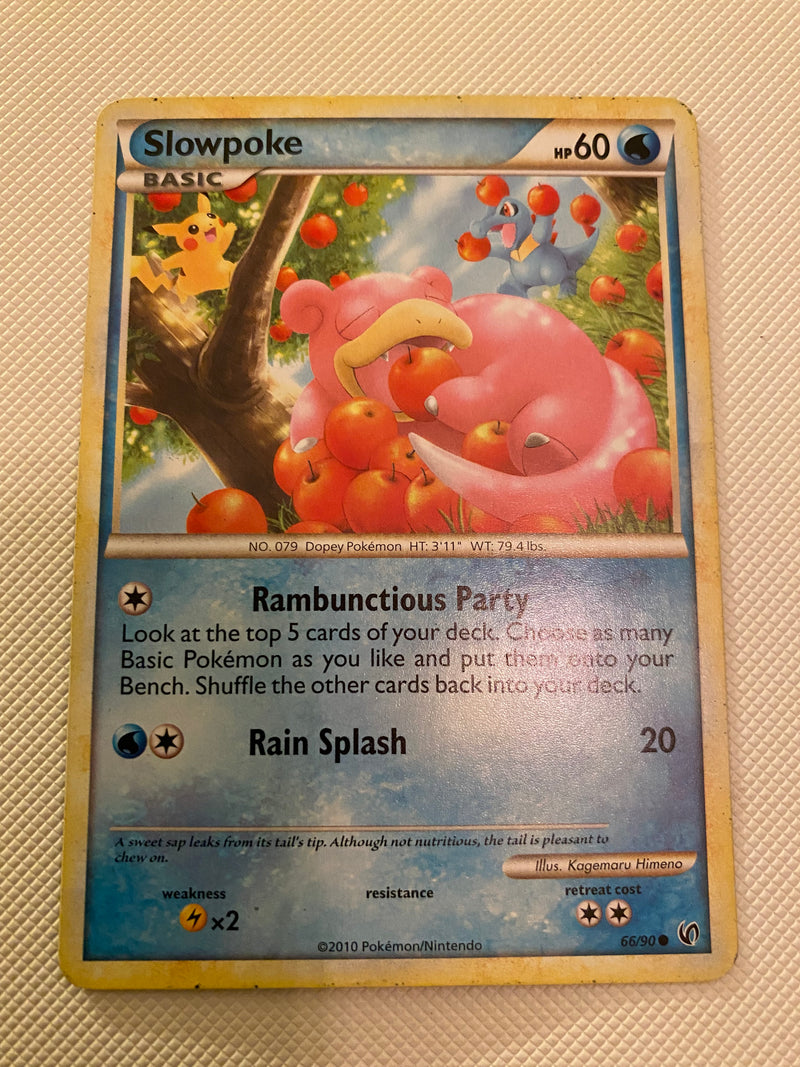 Slowpoke HP 60
BASIC
NO. 079 Dopey Pokémon HT: 3'11" WT: 79.4 lbs.
Rambunctious Party
Look at the top 5 cards of your deck. Choose as many
Basic Pokémon as you like and put them onto your
Bench. Shuffle the other cards back into your deck.
Rain Splash 20
A sweet sap leaks from its tail's tip. Although not nutritious, the tail is pleasant to
chew on.
Illus. Kagemaru Himeno
weakness resistance retreat cost
x2
©2010 Pokémon/Nintendo 66/90